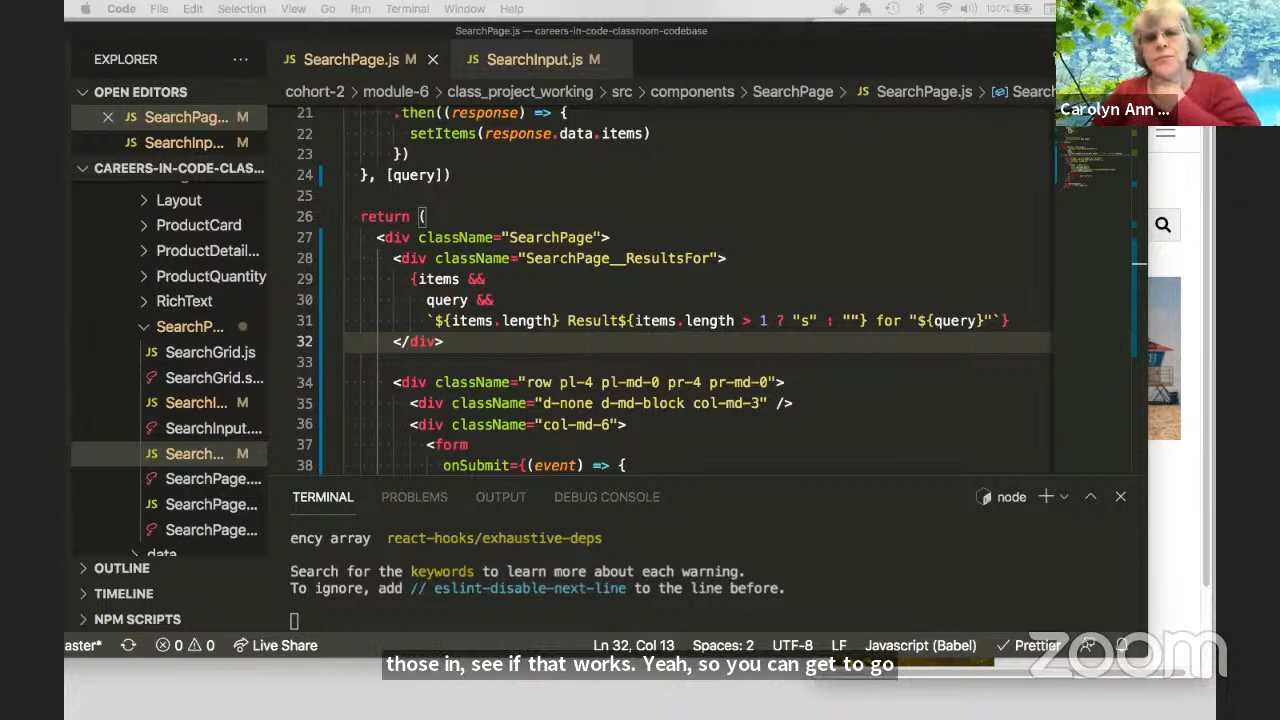 Code File Edit Selection View Go Run Terminal Window Help 100%
SearchPage.js — careers-in-code-classroom-codebase
EXPLORER ···
JS SearchPage.js M ×
JS SearchInput.js M
OPEN EDITORS
cohort-2 > module-6 > class_project_working > src > components > SearchPage > JS SearchPage.js > Search
× JS SearchPag... M
JS SearchInp... M
CAREERS-IN-CODE-CLAS...
Layout
ProductCard
ProductDetail...
ProductQuantity
RichText
SearchP...
JS SearchGrid.js
SearchGrid.s...
JS SearchI... M
SearchInput....
JS Search... M
SearchPage....
JS SearchPage...
SearchPage...
data
OUTLINE
TIMELINE
NPM SCRIPTS
21 .then((response) => {
22 setItems(response.data.items)
23 })
24 }, [query])
25
26 return (
27 <div className="SearchPage">
28 <div className="SearchPage__ResultsFor">
29 {items &&
30 query &&
31 `${items.length} Result${items.length > 1 ? "s" : ""} for "${query}"`}
32 </div>
33
34 <div className="row pl-4 pl-md-0 pr-4 pr-md-0">
35 <div className="d-none d-md-block col-md-3" />
36 <div className="col-md-6">
37 <form
38 onSubmit={(event) => {
TERMINAL PROBLEMS OUTPUT DEBUG CONSOLE node
ency array react-hooks/exhaustive-deps
Search for the keywords to learn more about each warning.
To ignore, add // eslint-disable-next-line to the line before.
aster* 0 0 Live Share Ln 32, Col 13 Spaces: 2 UTF-8 LF Javascript (Babel) Prettier
Carolyn Ann ...
those in, see if that works. Yeah, so you can get to go
zoom